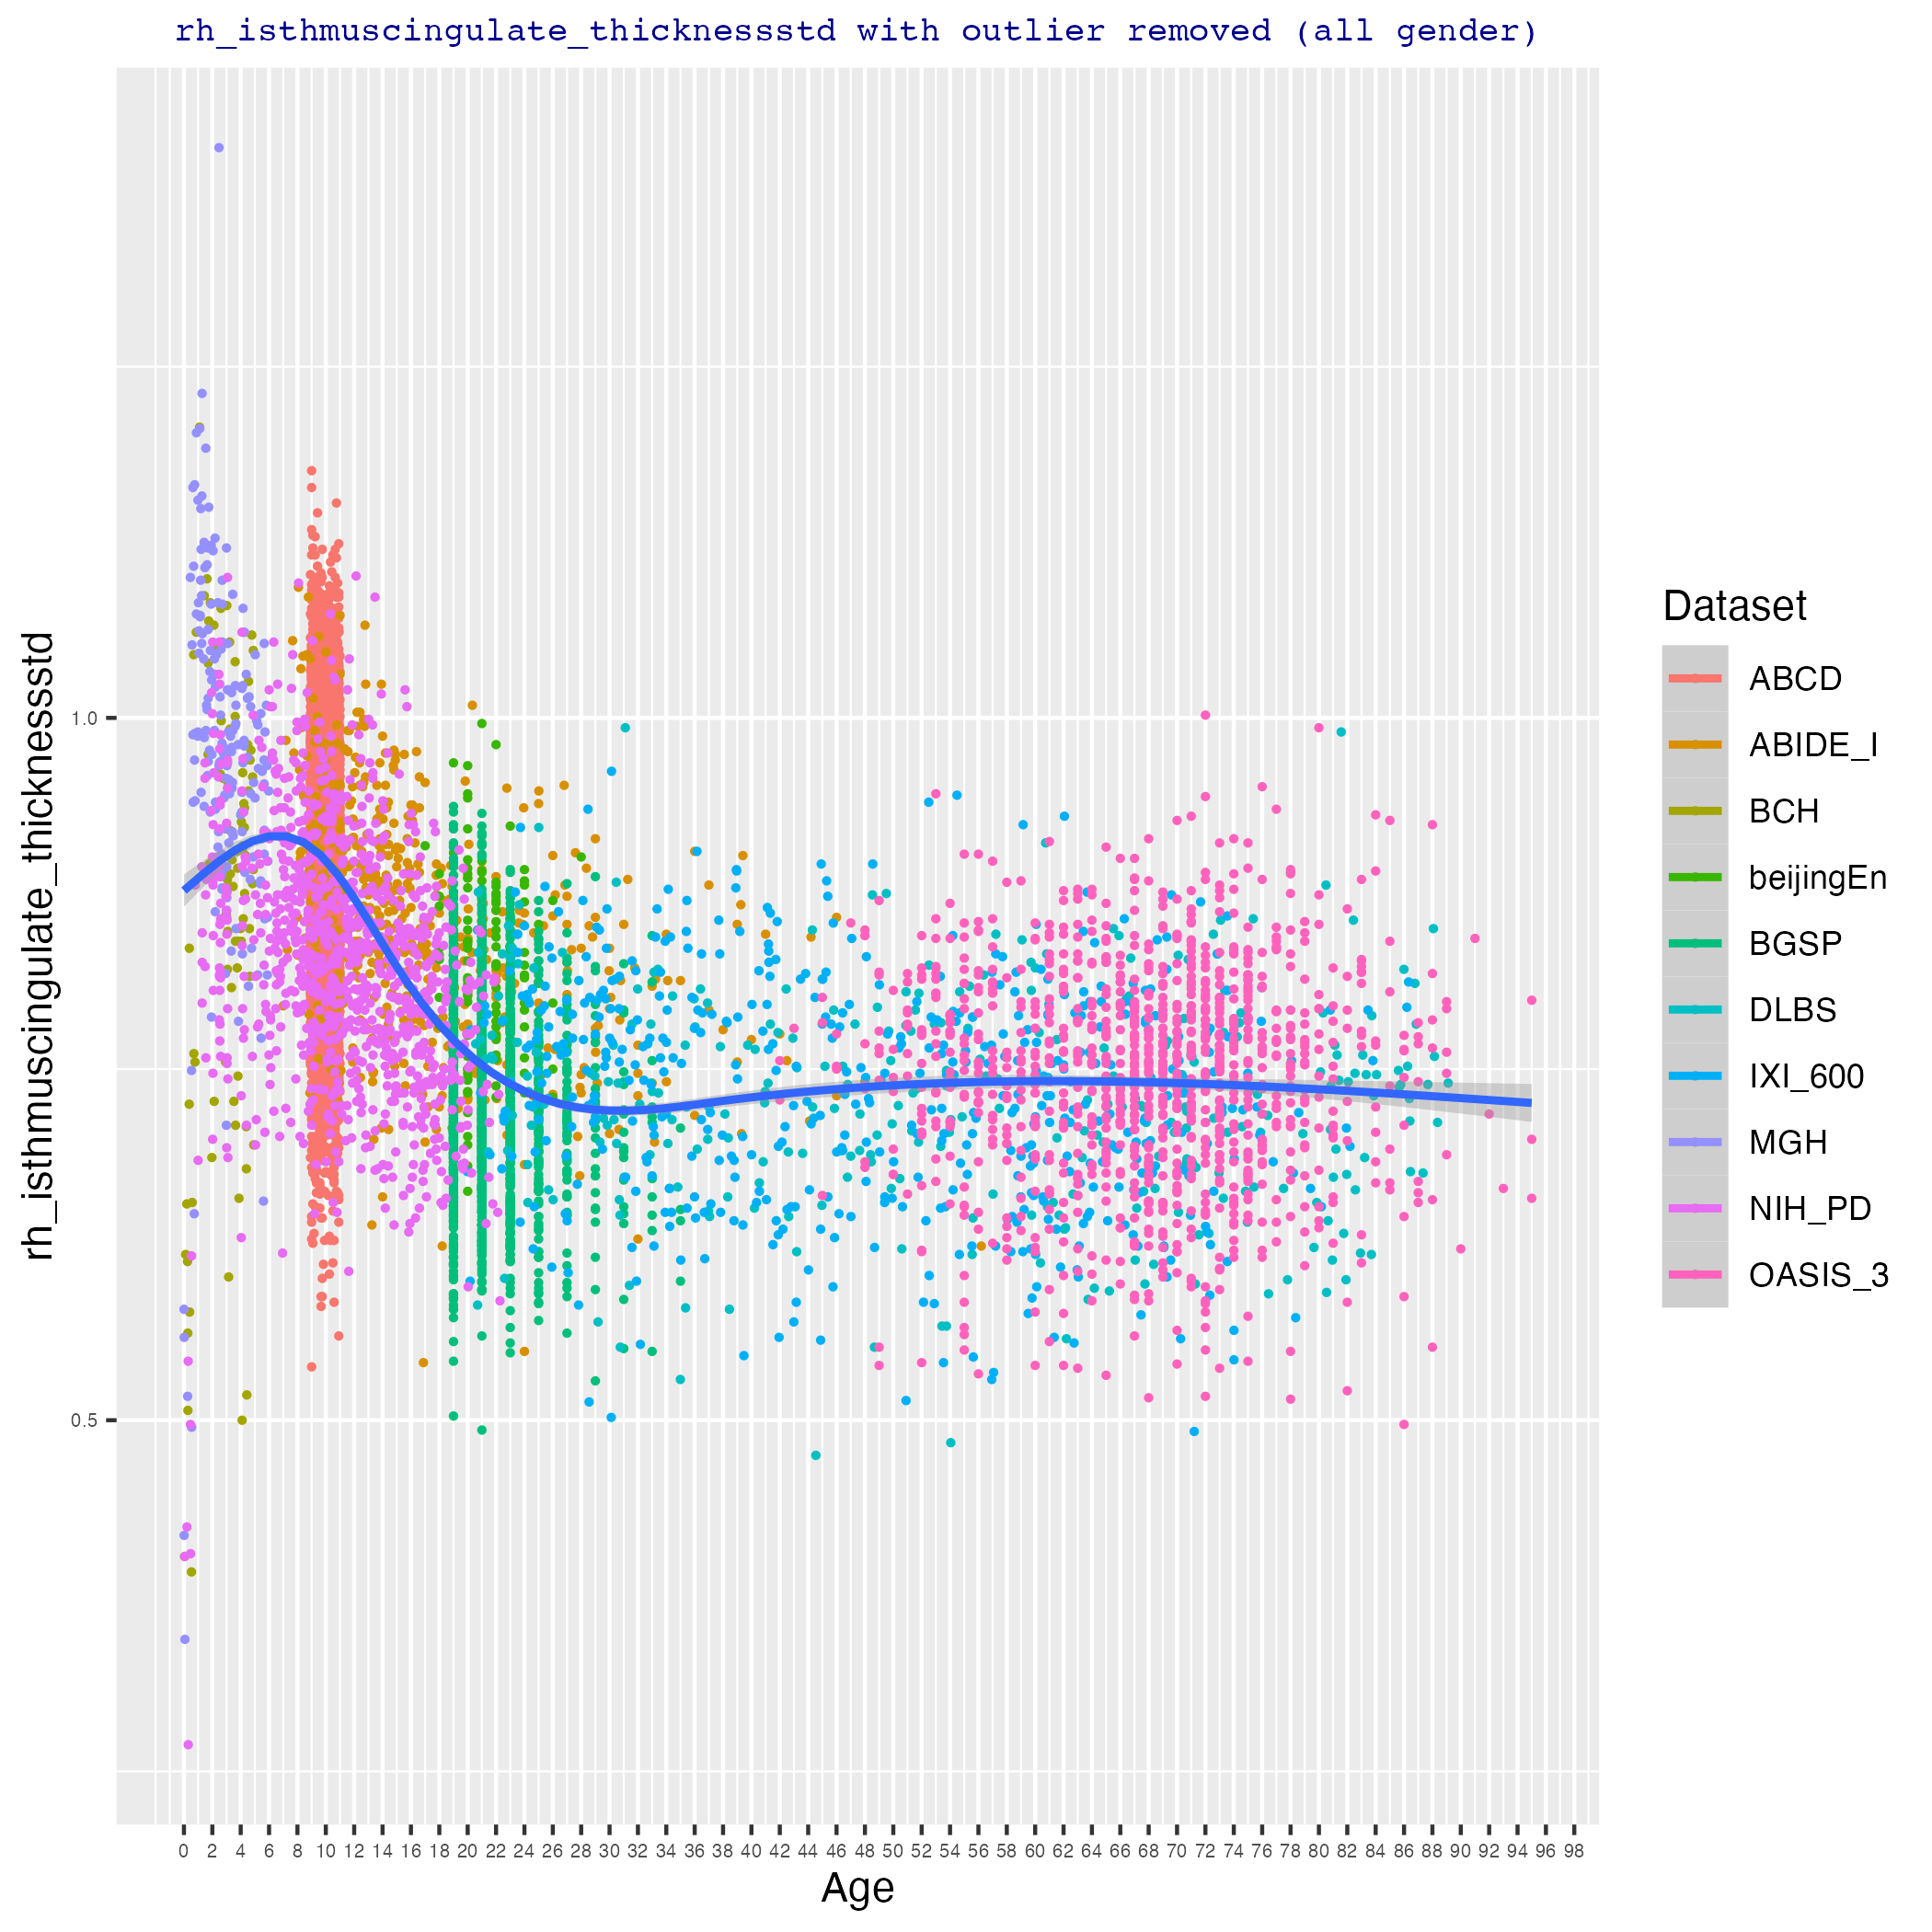 rh_isthmuscingulate_thicknessstd with outlier removed (all gender)
rh_isthmuscingulate_thicknessstd
1.0
0.5
0 2 4 6 8 10 12 14 16 18 20 22 24 26 28 30 32 34 36 38 40 42 44 46 48 50 52 54 56 58 60 62 64 66 68 70 72 74 76 78 80 82 84 86 88 90 92 94 96 98
Age
Dataset
ABCD
ABIDE_I
BCH
beijingEn
BGSP
DLBS
IXI_600
MGH
NIH_PD
OASIS_3